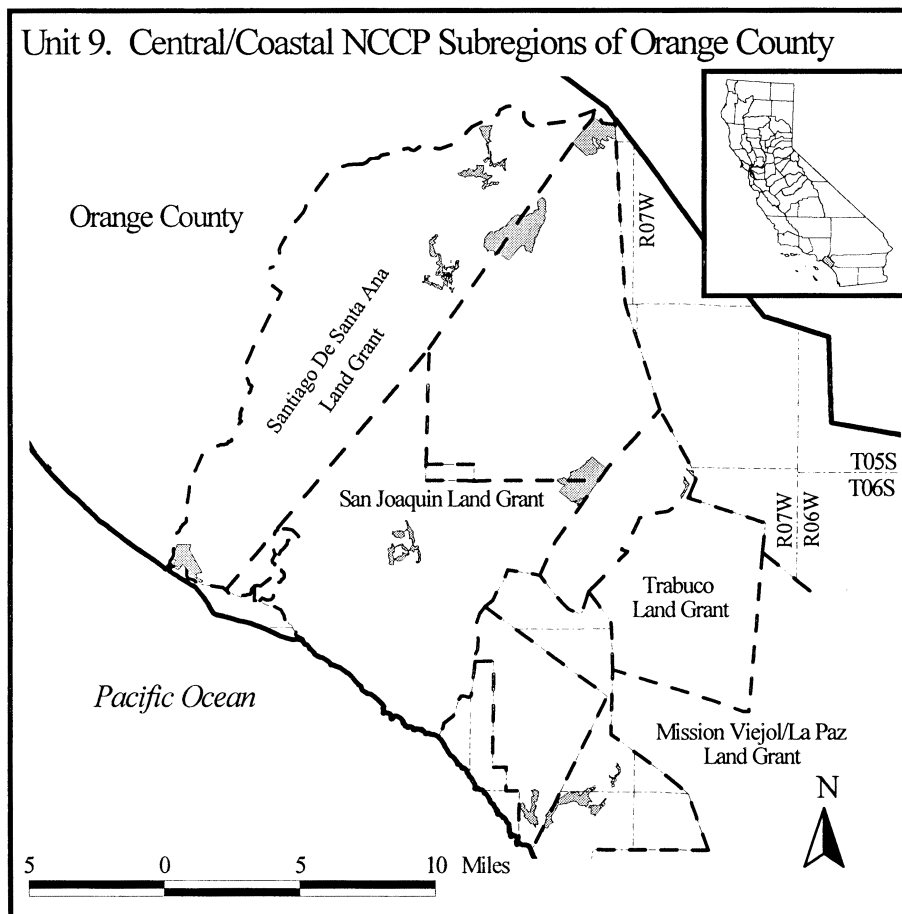 Unit 9. Central/Coastal NCCP Subregions of Orange County
Orange County
R07W
Santiago De Santa Ana
Land Grant
T05S
T06S
San Joaquin Land Grant
R07W
R06W
Trabuco
Land Grant
Pacific Ocean
Mission Viejol/La Paz
Land Grant
N
5 0 5 10 Miles